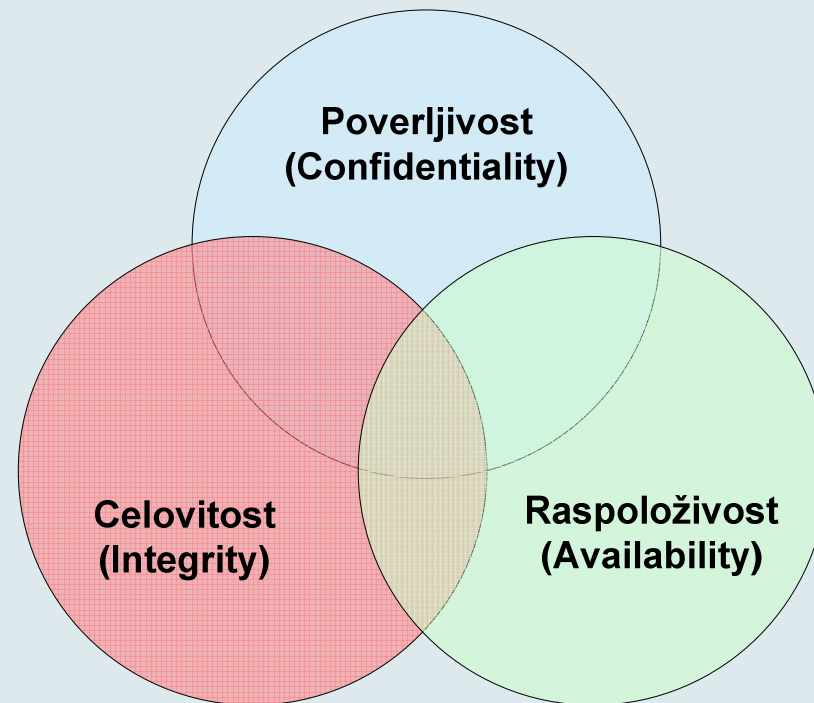 Poverljivost
(Confidentiality)
Celovitost
(Integrity)
Raspoloživost
(Availability)